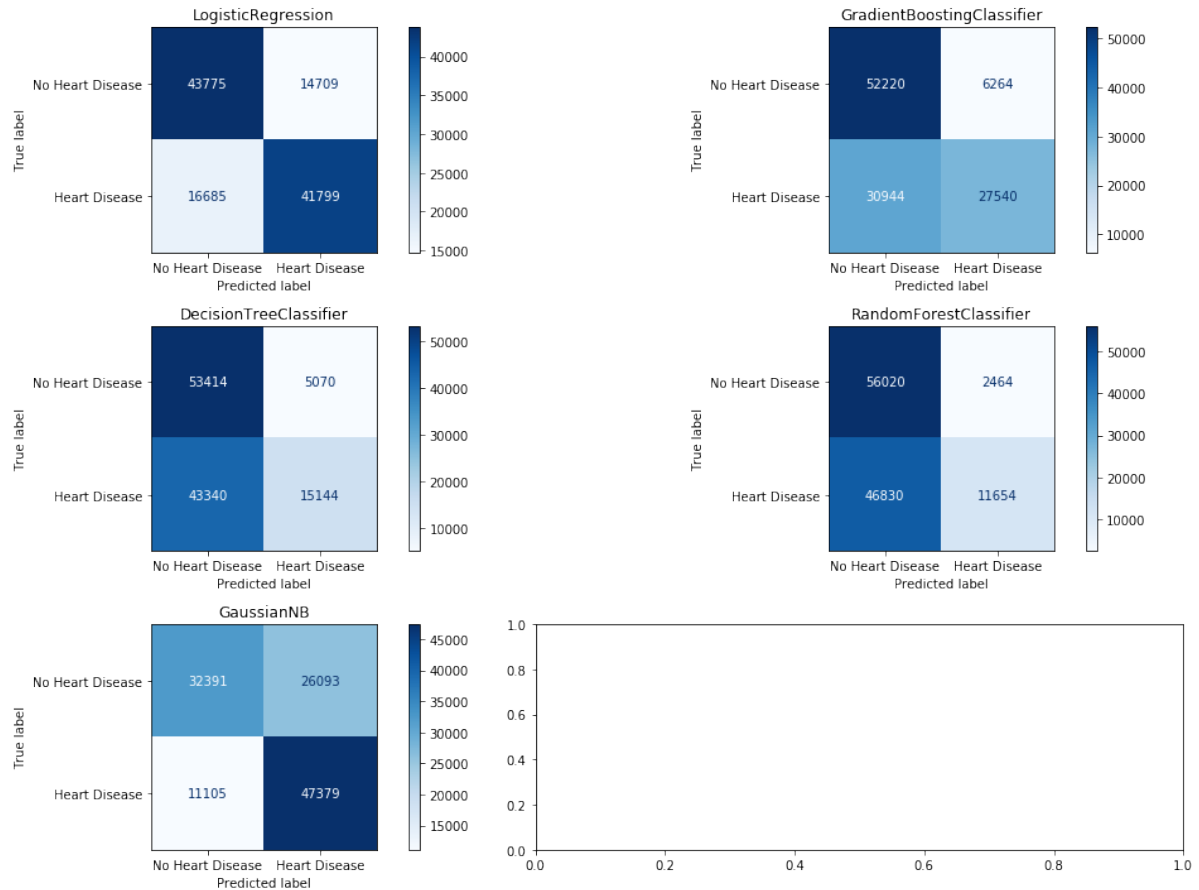 LogisticRegression
True label
No Heart Disease
43775
14709
Heart Disease
16685
41799
No Heart Disease
Heart Disease
Predicted label
40000
35000
30000
25000
20000
15000
GradientBoostingClassifier
True label
No Heart Disease
52220
6264
Heart Disease
30944
27540
No Heart Disease
Heart Disease
Predicted label
50000
40000
30000
20000
10000
DecisionTreeClassifier
True label
No Heart Disease
53414
5070
Heart Disease
43340
15144
No Heart Disease
Heart Disease
Predicted label
50000
40000
30000
20000
10000
RandomForestClassifier
True label
No Heart Disease
56020
2464
Heart Disease
46830
11654
No Heart Disease
Heart Disease
Predicted label
50000
40000
30000
20000
10000
GaussianNB
True label
No Heart Disease
32391
26093
Heart Disease
11105
47379
No Heart Disease
Heart Disease
Predicted label
45000
40000
35000
30000
25000
20000
15000
1.0
0.8
0.6
0.4
0.2
0.0
0.0
0.2
0.4
0.6
0.8
1.0